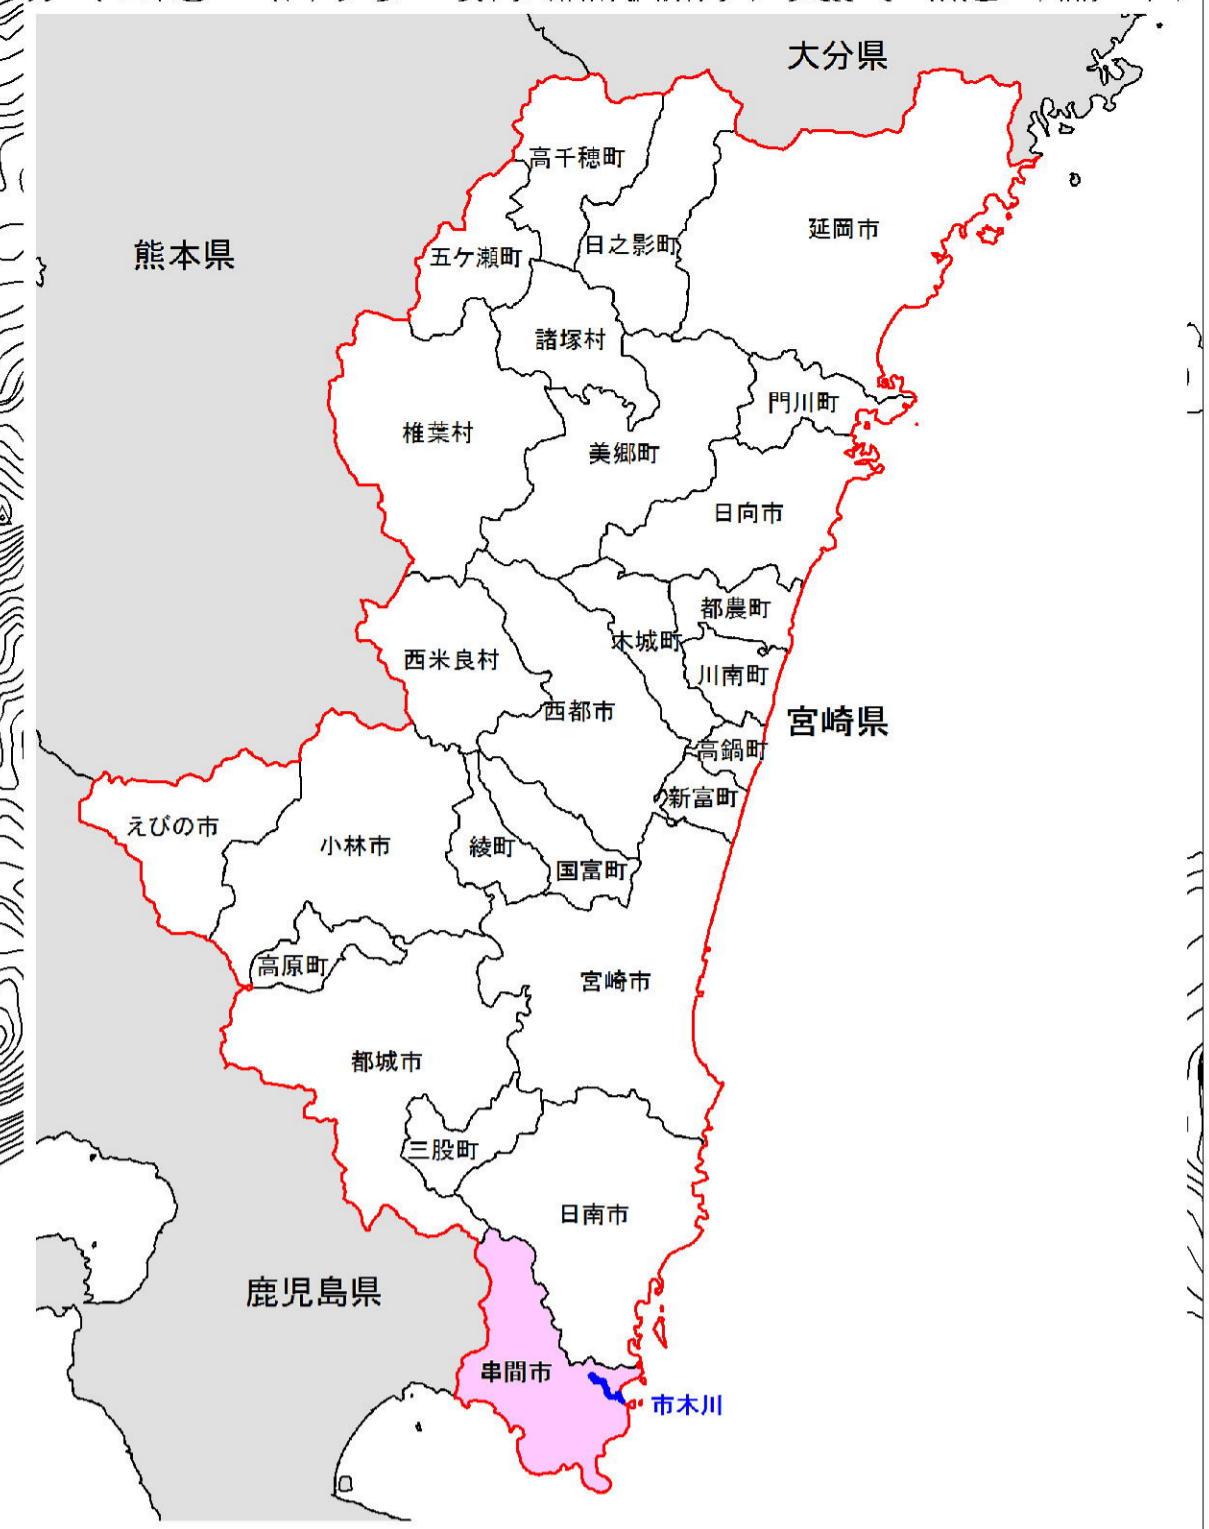 大分県
高千穂町
延岡市
熊本県
五ケ瀬町
日之影町
諸塚村
門川町
椎葉村
美郷町
日向市
都農町
木城町
西米良村
川南町
西都市
宮崎県
高鍋町
新富町
えびの市
小林市
綾町
国富町
高原町
宮崎市
都城市
三股町
日南市
鹿児島県
串間市
市木川